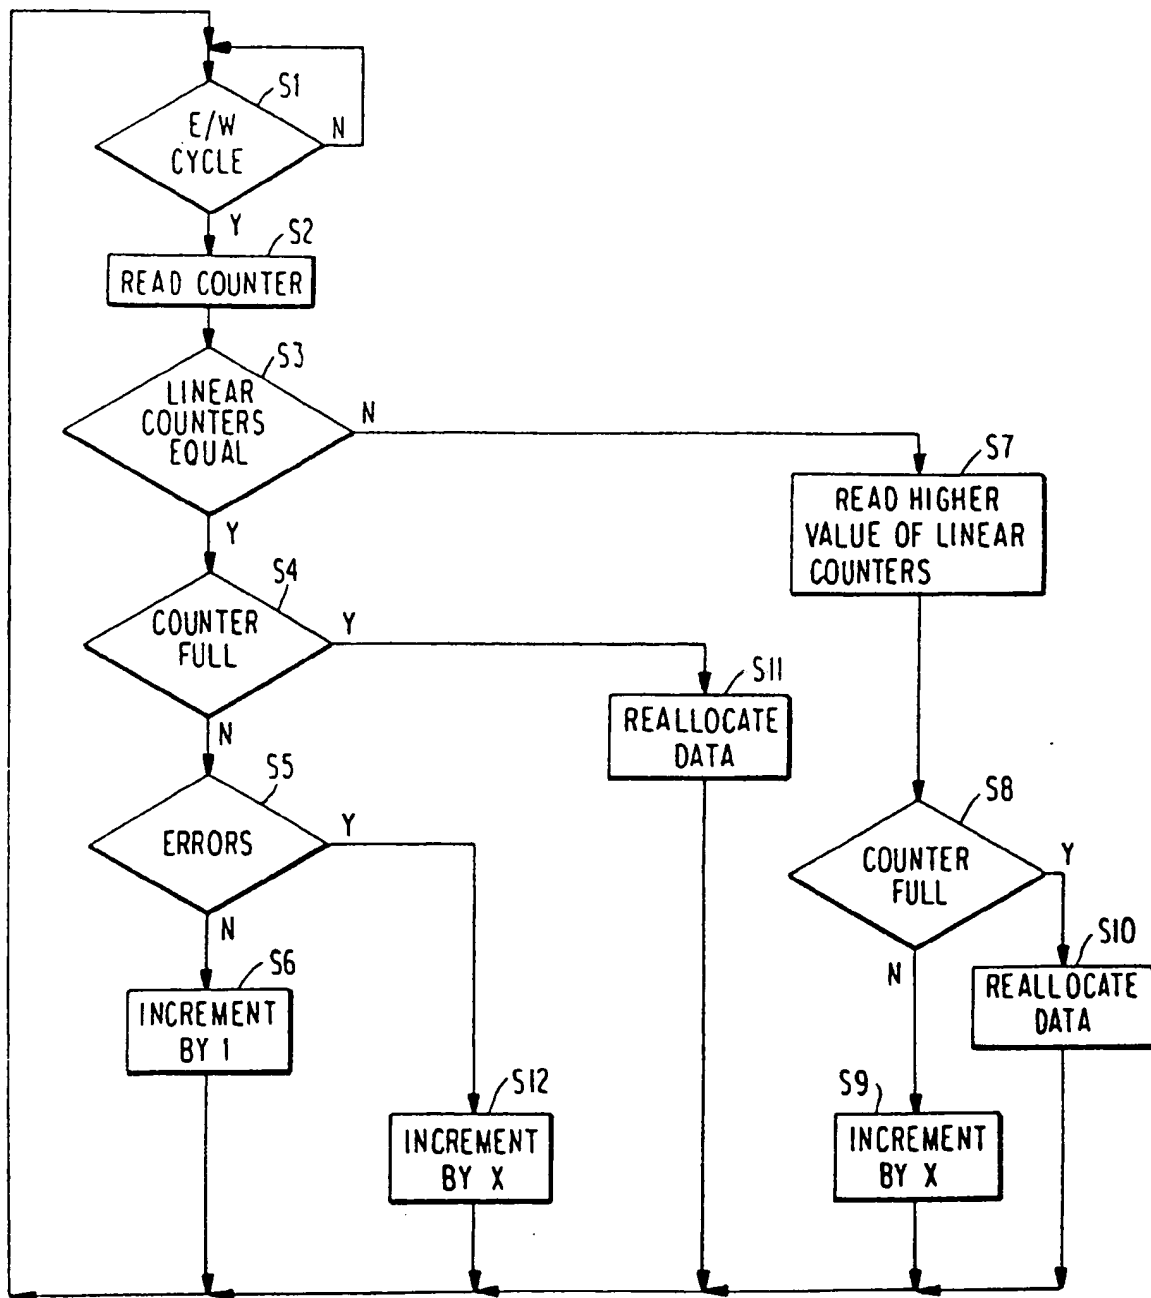 S1
E/W
CYCLE
N
Y
S2
READ COUNTER
S3
LINEAR
COUNTERS
EQUAL
N
Y
S7
READ HIGHER
VALUE OF LINEAR
COUNTERS
S4
COUNTER
FULL
Y
N
S11
REALLOCATE
DATA
S5
ERRORS
Y
N
S8
COUNTER
FULL
Y
N
S6
INCREMENT
BY 1
S10
REALLOCATE
DATA
S12
INCREMENT
BY X
S9
INCREMENT
BY X